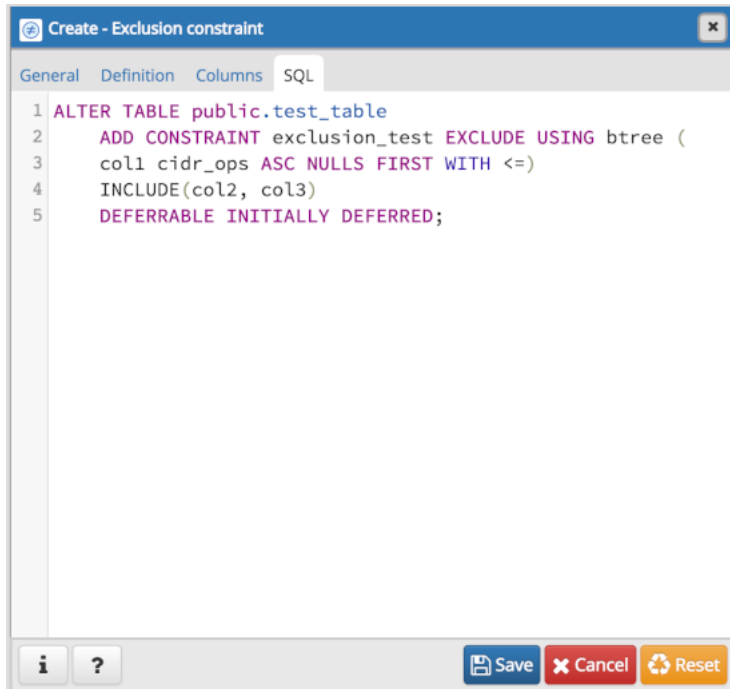 Create - Exclusion constraint
General Definition Columns SQL
1 ALTER TABLE public.test_table
2 ADD CONSTRAINT exclusion_test EXCLUDE USING btree (
3 col1 cidr_ops ASC NULLS FIRST WITH <=)
4 INCLUDE(col2, col3)
5 DEFERRABLE INITIALLY DEFERRED;
i ? Save Cancel Reset